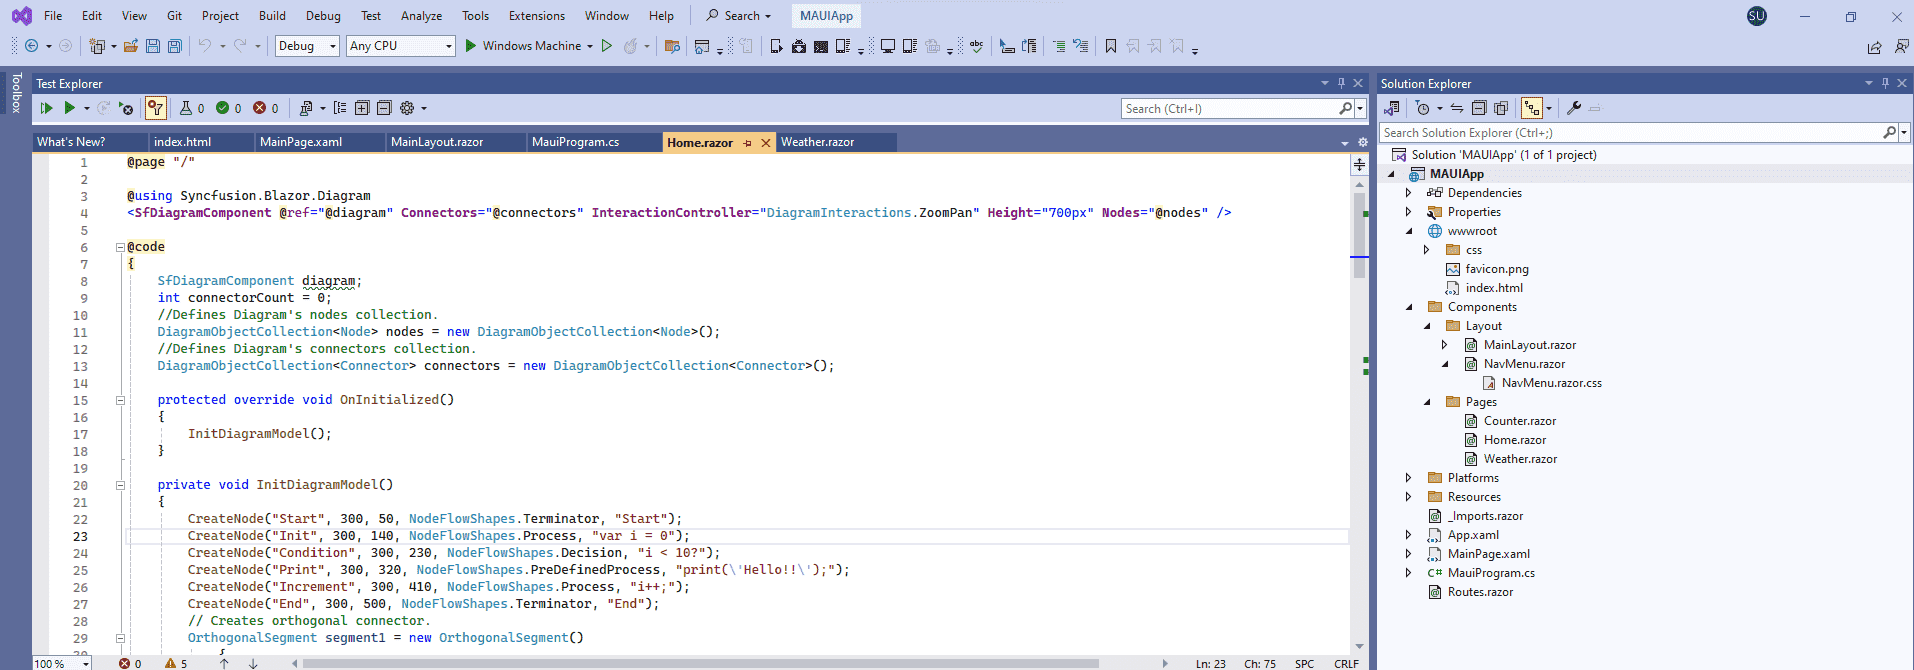 File Edit View Git Project Build Debug Test Analyze Tools Extensions Window Help Search MAUIApp SU
Debug Any CPU Windows Machine
Toolbox
Test Explorer
0 0 0 Search (Ctrl+I)
What's New? index.html MainPage.xaml MainLayout.razor MauiProgram.cs Home.razor Weather.razor
1 @page "/"
2
3 @using Syncfusion.Blazor.Diagram
4 <SfDiagramComponent @ref="@diagram" Connectors="@connectors" InteractionController="DiagramInteractions.ZoomPan" Height="700px" Nodes="@nodes" />
5
6 @code
7 {
8 SfDiagramComponent diagram;
9 int connectorCount = 0;
10 //Defines Diagram's nodes collection.
11 DiagramObjectCollection<Node> nodes = new DiagramObjectCollection<Node>();
12 //Defines Diagram's connectors collection.
13 DiagramObjectCollection<Connector> connectors = new DiagramObjectCollection<Connector>();
14
15 protected override void OnInitialized()
16 {
17 InitDiagramModel();
18 }
19
20 private void InitDiagramModel()
21 {
22 CreateNode("Start", 300, 50, NodeFlowShapes.Terminator, "Start");
23 CreateNode("Init", 300, 140, NodeFlowShapes.Process, "var i = 0");
24 CreateNode("Condition", 300, 230, NodeFlowShapes.Decision, "i < 10?");
25 CreateNode("Print", 300, 320, NodeFlowShapes.PreDefinedProcess, "print(\'Hello!!\');");
26 CreateNode("Increment", 300, 410, NodeFlowShapes.Process, "i++;");
27 CreateNode("End", 300, 500, NodeFlowShapes.Terminator, "End");
28 // Creates orthogonal connector.
29 OrthogonalSegment segment1 = new OrthogonalSegment()
30 {
100 % 0 5 Ln: 23 Ch: 75 SPC CRLF
Solution Explorer
Search Solution Explorer (Ctrl+;)
Solution 'MAUIApp' (1 of 1 project)
MAUIApp
Dependencies
Properties
wwwroot
css
favicon.png
index.html
Components
Layout
MainLayout.razor
NavMenu.razor
NavMenu.razor.css
Pages
Counter.razor
Home.razor
Weather.razor
Platforms
Resources
_Imports.razor
App.xaml
MainPage.xaml
C# MauiProgram.cs
Routes.razor